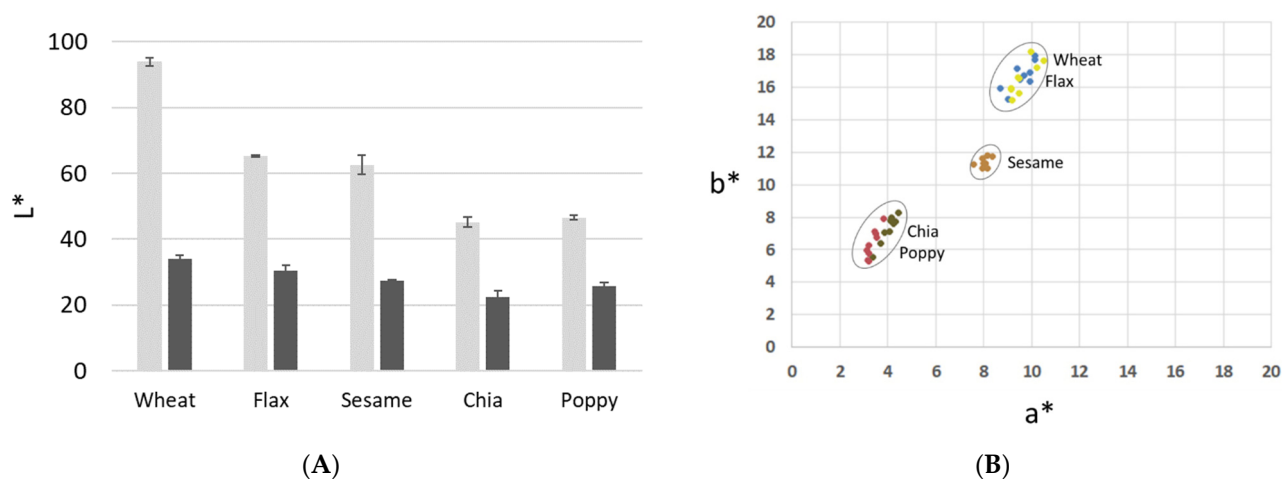 L*
100
80
60
40
20
0
Wheat Flax Sesame Chia Poppy
(A)
b*
20
18
16
14
12
10
8
6
4
2
0
Wheat
Flax
Sesame
Chia
Poppy
0 2 4 6 8 10 12 14 16 18 20
a*
(B)